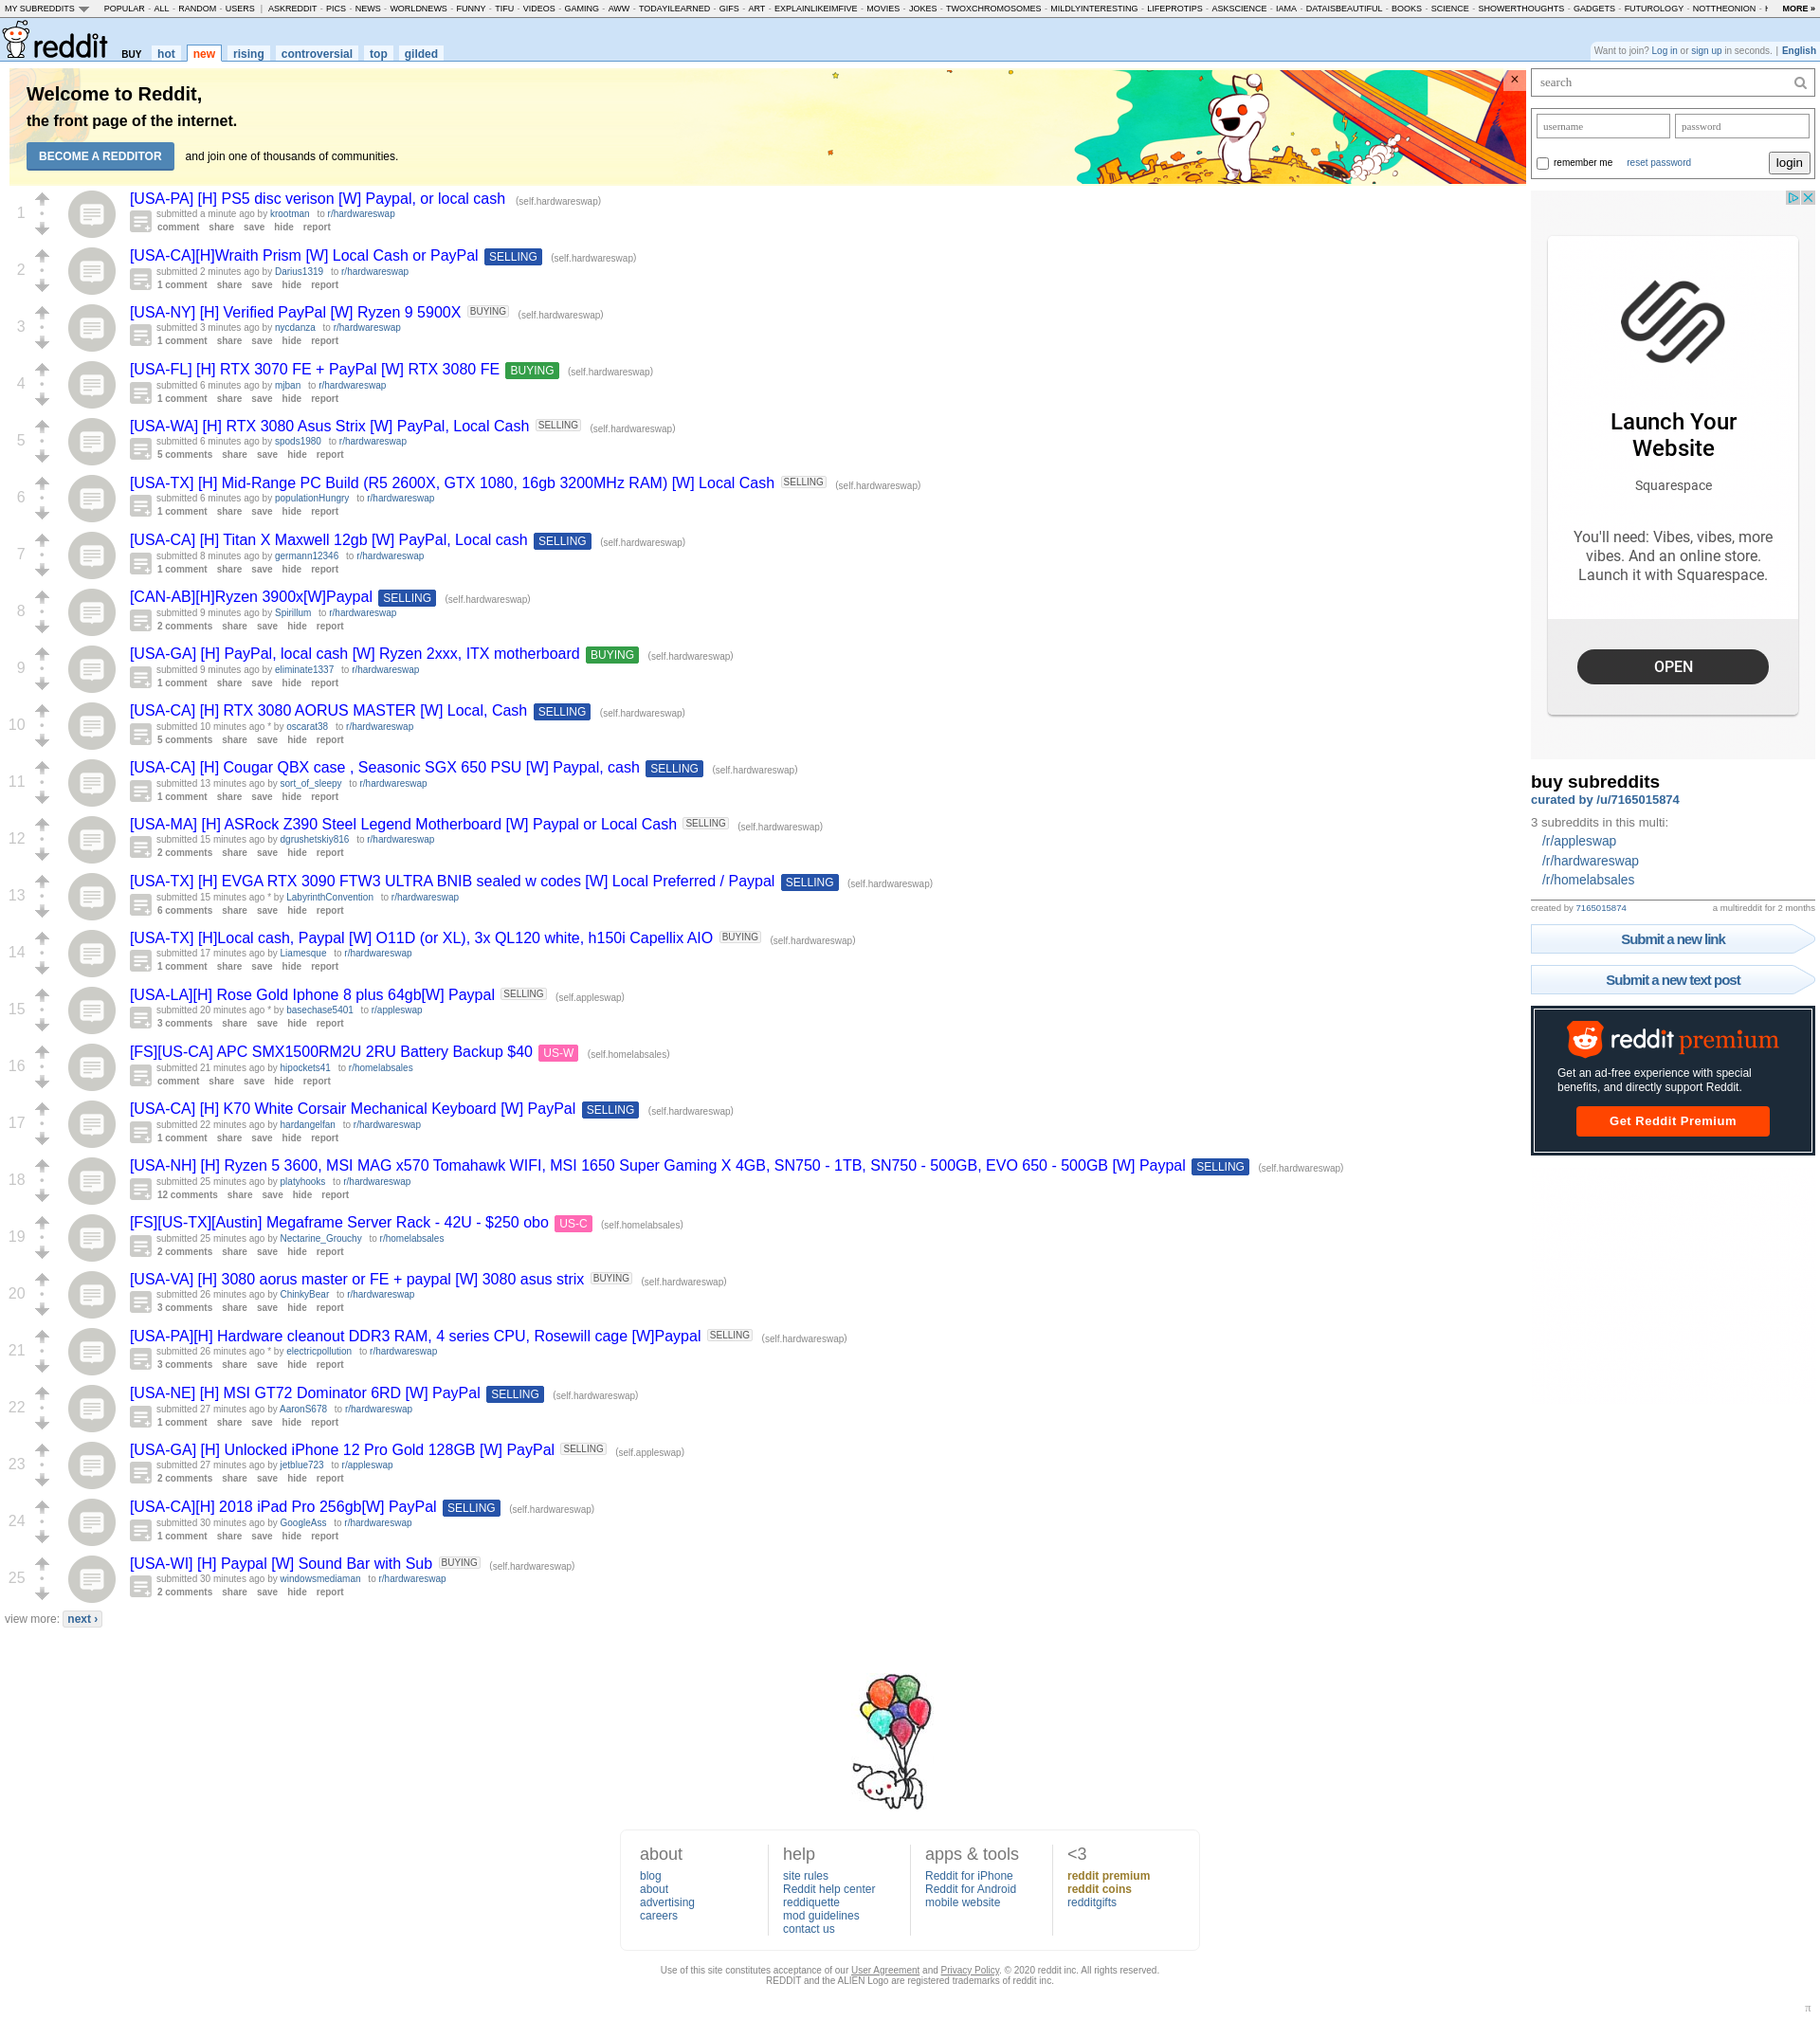 MY SUBREDDITS POPULAR - ALL - RANDOM - USERS | ASKREDDIT - PICS - NEWS - WORLDNEWS - FUNNY - TIFU - VIDEOS - GAMING - AWW - TODAYILEARNED - GIFS - ART - EXPLAINLIKEIMFIVE - MOVIES - JOKES - TWOXCHROMOSOMES - MILDLYINTERESTING - LIFEPROTIPS - ASKSCIENCE - IAMA - DATAISBEAUTIFUL - BOOKS - SCIENCE - SHOWERTHOUGHTS - GADGETS - FUTUROLOGY - NOTTHEONION - MORE »
reddit BUY hot new rising controversial top gilded
Want to join? Log in or sign up in seconds. | English
Welcome to Reddit,
the front page of the internet.
BECOME A REDDITOR and join one of thousands of communities.
×
1
[USA-PA] [H] PS5 disc verison [W] Paypal, or local cash (self.hardwareswap)
submitted a minute ago by krootman to r/hardwareswap
comment share save hide report
2
[USA-CA][H]Wraith Prism [W] Local Cash or PayPal SELLING (self.hardwareswap)
submitted 2 minutes ago by Darius1319 to r/hardwareswap
1 comment share save hide report
3
[USA-NY] [H] Verified PayPal [W] Ryzen 9 5900X BUYING (self.hardwareswap)
submitted 3 minutes ago by nycdanza to r/hardwareswap
1 comment share save hide report
4
[USA-FL] [H] RTX 3070 FE + PayPal [W] RTX 3080 FE BUYING (self.hardwareswap)
submitted 6 minutes ago by mjban to r/hardwareswap
1 comment share save hide report
5
[USA-WA] [H] RTX 3080 Asus Strix [W] PayPal, Local Cash SELLING (self.hardwareswap)
submitted 6 minutes ago by spods1980 to r/hardwareswap
5 comments share save hide report
6
[USA-TX] [H] Mid-Range PC Build (R5 2600X, GTX 1080, 16gb 3200MHz RAM) [W] Local Cash SELLING (self.hardwareswap)
submitted 6 minutes ago by populationHungry to r/hardwareswap
1 comment share save hide report
7
[USA-CA] [H] Titan X Maxwell 12gb [W] PayPal, Local cash SELLING (self.hardwareswap)
submitted 8 minutes ago by germann12346 to r/hardwareswap
1 comment share save hide report
8
[CAN-AB][H]Ryzen 3900x[W]Paypal SELLING (self.hardwareswap)
submitted 9 minutes ago by Spirillum to r/hardwareswap
2 comments share save hide report
9
[USA-GA] [H] PayPal, local cash [W] Ryzen 2xxx, ITX motherboard BUYING (self.hardwareswap)
submitted 9 minutes ago by eliminate1337 to r/hardwareswap
1 comment share save hide report
10
[USA-CA] [H] RTX 3080 AORUS MASTER [W] Local, Cash SELLING (self.hardwareswap)
submitted 10 minutes ago * by oscarat38 to r/hardwareswap
5 comments share save hide report
11
[USA-CA] [H] Cougar QBX case , Seasonic SGX 650 PSU [W] Paypal, cash SELLING (self.hardwareswap)
submitted 13 minutes ago by sort_of_sleepy to r/hardwareswap
1 comment share save hide report
12
[USA-MA] [H] ASRock Z390 Steel Legend Motherboard [W] Paypal or Local Cash SELLING (self.hardwareswap)
submitted 15 minutes ago by dgrushetskiy816 to r/hardwareswap
2 comments share save hide report
13
[USA-TX] [H] EVGA RTX 3090 FTW3 ULTRA BNIB sealed w codes [W] Local Preferred / Paypal SELLING (self.hardwareswap)
submitted 15 minutes ago * by LabyrinthConvention to r/hardwareswap
6 comments share save hide report
14
[USA-TX] [H]Local cash, Paypal [W] O11D (or XL), 3x QL120 white, h150i Capellix AIO BUYING (self.hardwareswap)
submitted 17 minutes ago by Liamesque to r/hardwareswap
1 comment share save hide report
15
[USA-LA][H] Rose Gold Iphone 8 plus 64gb[W] Paypal SELLING (self.appleswap)
submitted 20 minutes ago * by basechase5401 to r/appleswap
3 comments share save hide report
16
[FS][US-CA] APC SMX1500RM2U 2RU Battery Backup $40 US-W (self.homelabsales)
submitted 21 minutes ago by hipockets41 to r/homelabsales
comment share save hide report
17
[USA-CA] [H] K70 White Corsair Mechanical Keyboard [W] PayPal SELLING (self.hardwareswap)
submitted 22 minutes ago by hardangelfan to r/hardwareswap
1 comment share save hide report
18
[USA-NH] [H] Ryzen 5 3600, MSI MAG x570 Tomahawk WIFI, MSI 1650 Super Gaming X 4GB, SN750 - 1TB, SN750 - 500GB, EVO 650 - 500GB [W] Paypal SELLING (self.hardwareswap)
submitted 25 minutes ago by platyhooks to r/hardwareswap
12 comments share save hide report
19
[FS][US-TX][Austin] Megaframe Server Rack - 42U - $250 obo US-C (self.homelabsales)
submitted 25 minutes ago by Nectarine_Grouchy to r/homelabsales
2 comments share save hide report
20
[USA-VA] [H] 3080 aorus master or FE + paypal [W] 3080 asus strix BUYING (self.hardwareswap)
submitted 26 minutes ago by ChinkyBear to r/hardwareswap
3 comments share save hide report
21
[USA-PA][H] Hardware cleanout DDR3 RAM, 4 series CPU, Rosewill cage [W]Paypal SELLING (self.hardwareswap)
submitted 26 minutes ago * by electricpollution to r/hardwareswap
3 comments share save hide report
22
[USA-NE] [H] MSI GT72 Dominator 6RD [W] PayPal SELLING (self.hardwareswap)
submitted 27 minutes ago by AaronS678 to r/hardwareswap
1 comment share save hide report
23
[USA-GA] [H] Unlocked iPhone 12 Pro Gold 128GB [W] PayPal SELLING (self.appleswap)
submitted 27 minutes ago by jetblue723 to r/appleswap
2 comments share save hide report
24
[USA-CA][H] 2018 iPad Pro 256gb[W] PayPal SELLING (self.hardwareswap)
submitted 30 minutes ago by GoogleAss to r/hardwareswap
1 comment share save hide report
25
[USA-WI] [H] Paypal [W] Sound Bar with Sub BUYING (self.hardwareswap)
submitted 30 minutes ago by windowsmediaman to r/hardwareswap
2 comments share save hide report
view more: next ›
search
username password
remember me reset password login
Launch Your
Website
Squarespace
You'll need: Vibes, vibes, more
vibes. And an online store.
Launch it with Squarespace.
OPEN
buy subreddits
curated by /u/7165015874
3 subreddits in this multi:
/r/appleswap
/r/hardwareswap
/r/homelabsales
created by 7165015874 a multireddit for 2 months
Submit a new link
Submit a new text post
reddit premium
Get an ad-free experience with special
benefits, and directly support Reddit.
Get Reddit Premium
about
blog
about
advertising
careers
help
site rules
Reddit help center
reddiquette
mod guidelines
contact us
apps & tools
Reddit for iPhone
Reddit for Android
mobile website
<3
reddit premium
reddit coins
redditgifts
Use of this site constitutes acceptance of our User Agreement and Privacy Policy. © 2020 reddit inc. All rights reserved.
REDDIT and the ALIEN Logo are registered trademarks of reddit inc.
π